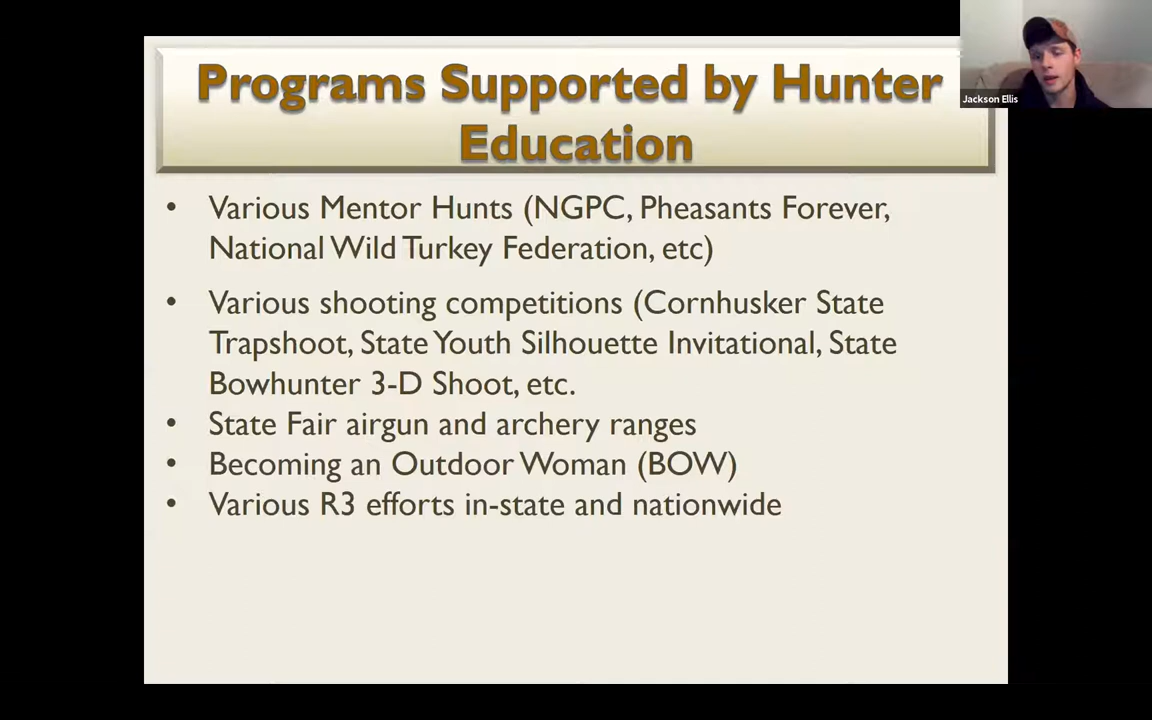 Programs Supported by Hunter
Education
Jackson Ellis
• Various Mentor Hunts (NGPC, Pheasants Forever,
National Wild Turkey Federation, etc)
• Various shooting competitions (Cornhusker State
Trapshoot, State Youth Silhouette Invitational, State
Bowhunter 3-D Shoot, etc.
• State Fair airgun and archery ranges
• Becoming an Outdoor Woman (BOW)
• Various R3 efforts in-state and nationwide